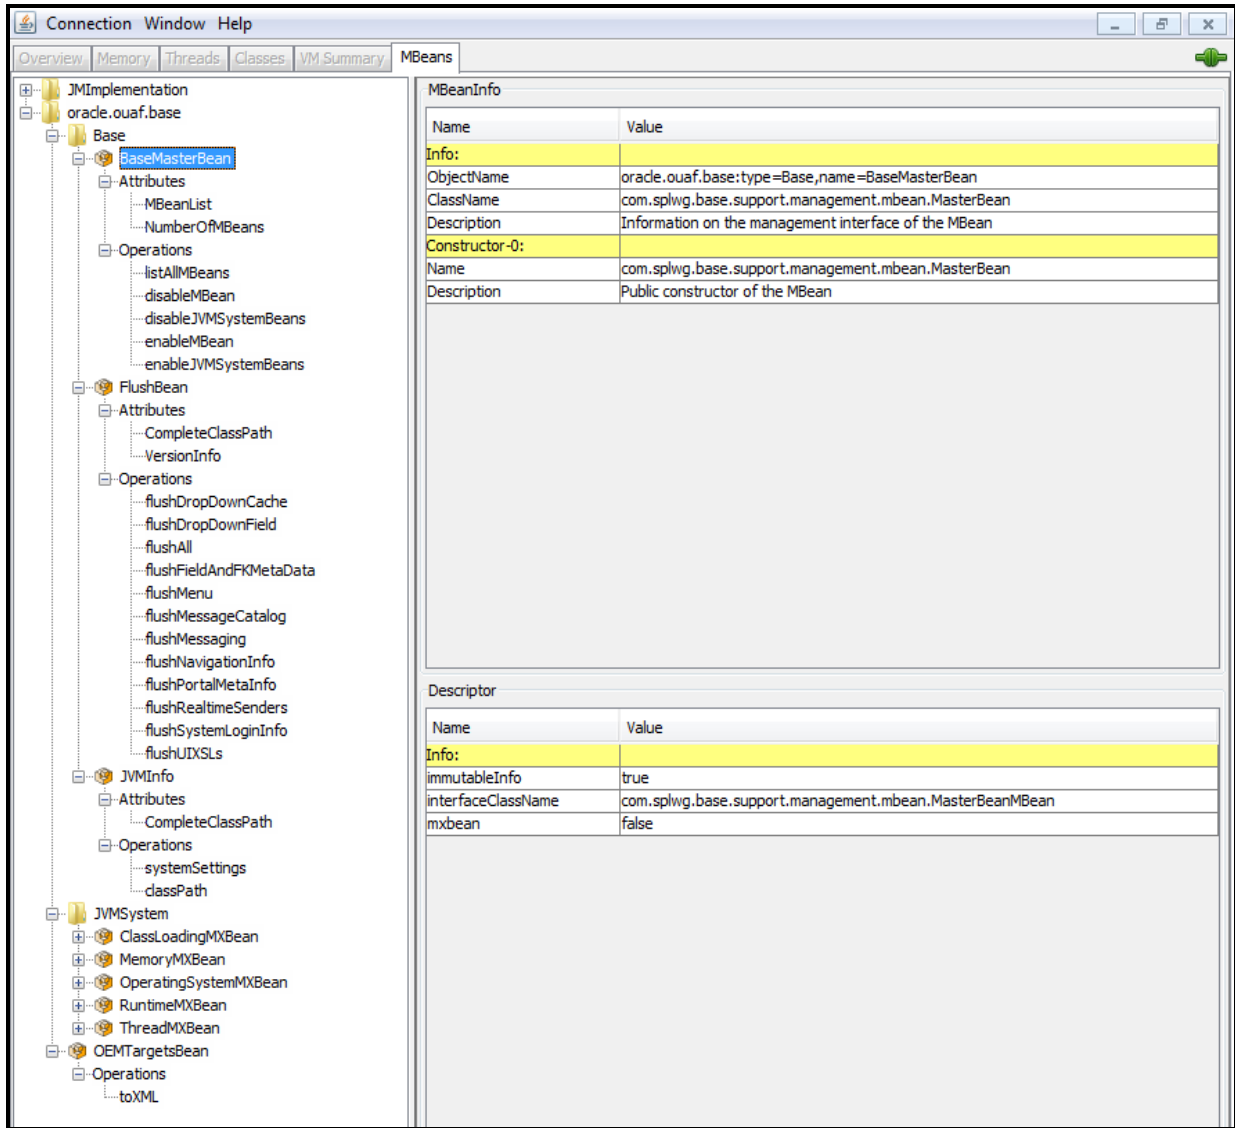 Connection Window Help
Overview Memory Threads Classes VM Summary MBeans
JMImplementation
oracle.ouaf.base
Base
BaseMasterBean
Attributes
MBeanList
NumberOfMBeans
Operations
listAllMBeans
disableMBean
disableJVMSystemBeans
enableMBean
enableJVMSystemBeans
FlushBean
Attributes
CompleteClassPath
VersionInfo
Operations
flushDropDownCache
flushDropDownField
flushAll
flushFieldAndFKMetaData
flushMenu
flushMessageCatalog
flushMessaging
flushNavigationInfo
flushPortalMetaInfo
flushRealtimeSenders
flushSystemLoginInfo
flushUIXSLs
JVMInfo
Attributes
CompleteClassPath
Operations
systemSettings
classPath
JVMSystem
ClassLoadingMXBean
MemoryMXBean
OperatingSystemMXBean
RuntimeMXBean
ThreadMXBean
OEMTargetsBean
Operations
toXML
MBeanInfo
Name Value
Info:
ObjectName oracle.ouaf.base:type=Base,name=BaseMasterBean
ClassName com.splwg.base.support.management.mbean.MasterBean
Description Information on the management interface of the MBean
Constructor-0:
Name com.splwg.base.support.management.mbean.MasterBean
Description Public constructor of the MBean
Descriptor
Name Value
Info:
immutableInfo true
interfaceClassName com.splwg.base.support.management.mbean.MasterBeanMBean
mxbean false